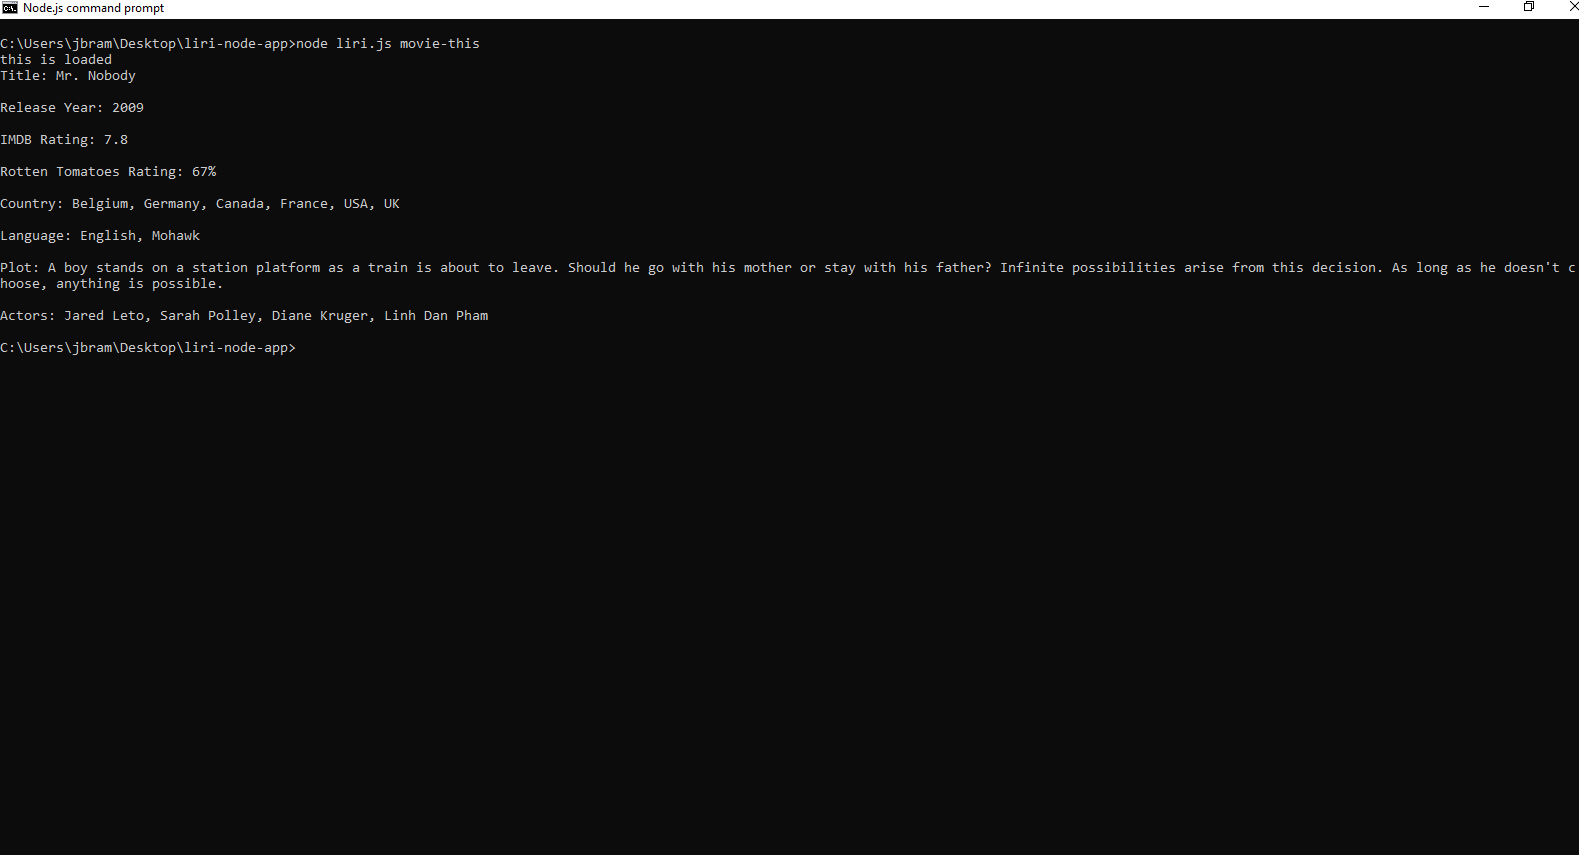 Node.js command prompt
C:\Users\jbram\Desktop\liri-node-app>node liri.js movie-this
this is loaded
Title: Mr. Nobody
Release Year: 2009
IMDB Rating: 7.8
Rotten Tomatoes Rating: 67%
Country: Belgium, Germany, Canada, France, USA, UK
Language: English, Mohawk
Plot: A boy stands on a station platform as a train is about to leave. Should he go with his mother or stay with his father? Infinite possibilities arise from this decision. As long as he doesn't c
hoose, anything is possible.
Actors: Jared Leto, Sarah Polley, Diane Kruger, Linh Dan Pham
C:\Users\jbram\Desktop\liri-node-app>